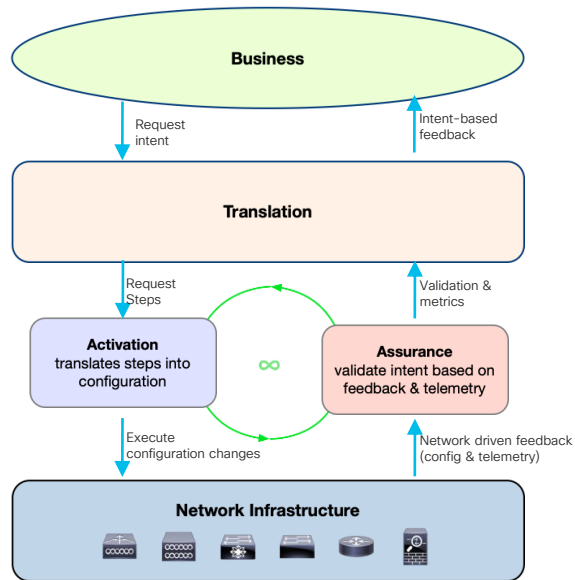 Business
Request
intent
Intent-based
feedback
Translation
Request
Steps
Validation &
metrics
Activation
translates steps into
configuration
∞
Assurance
validate intent based on
feedback & telemetry
Execute
configuration changes
Network driven feedback
(config & telemetry)
Network Infrastructure